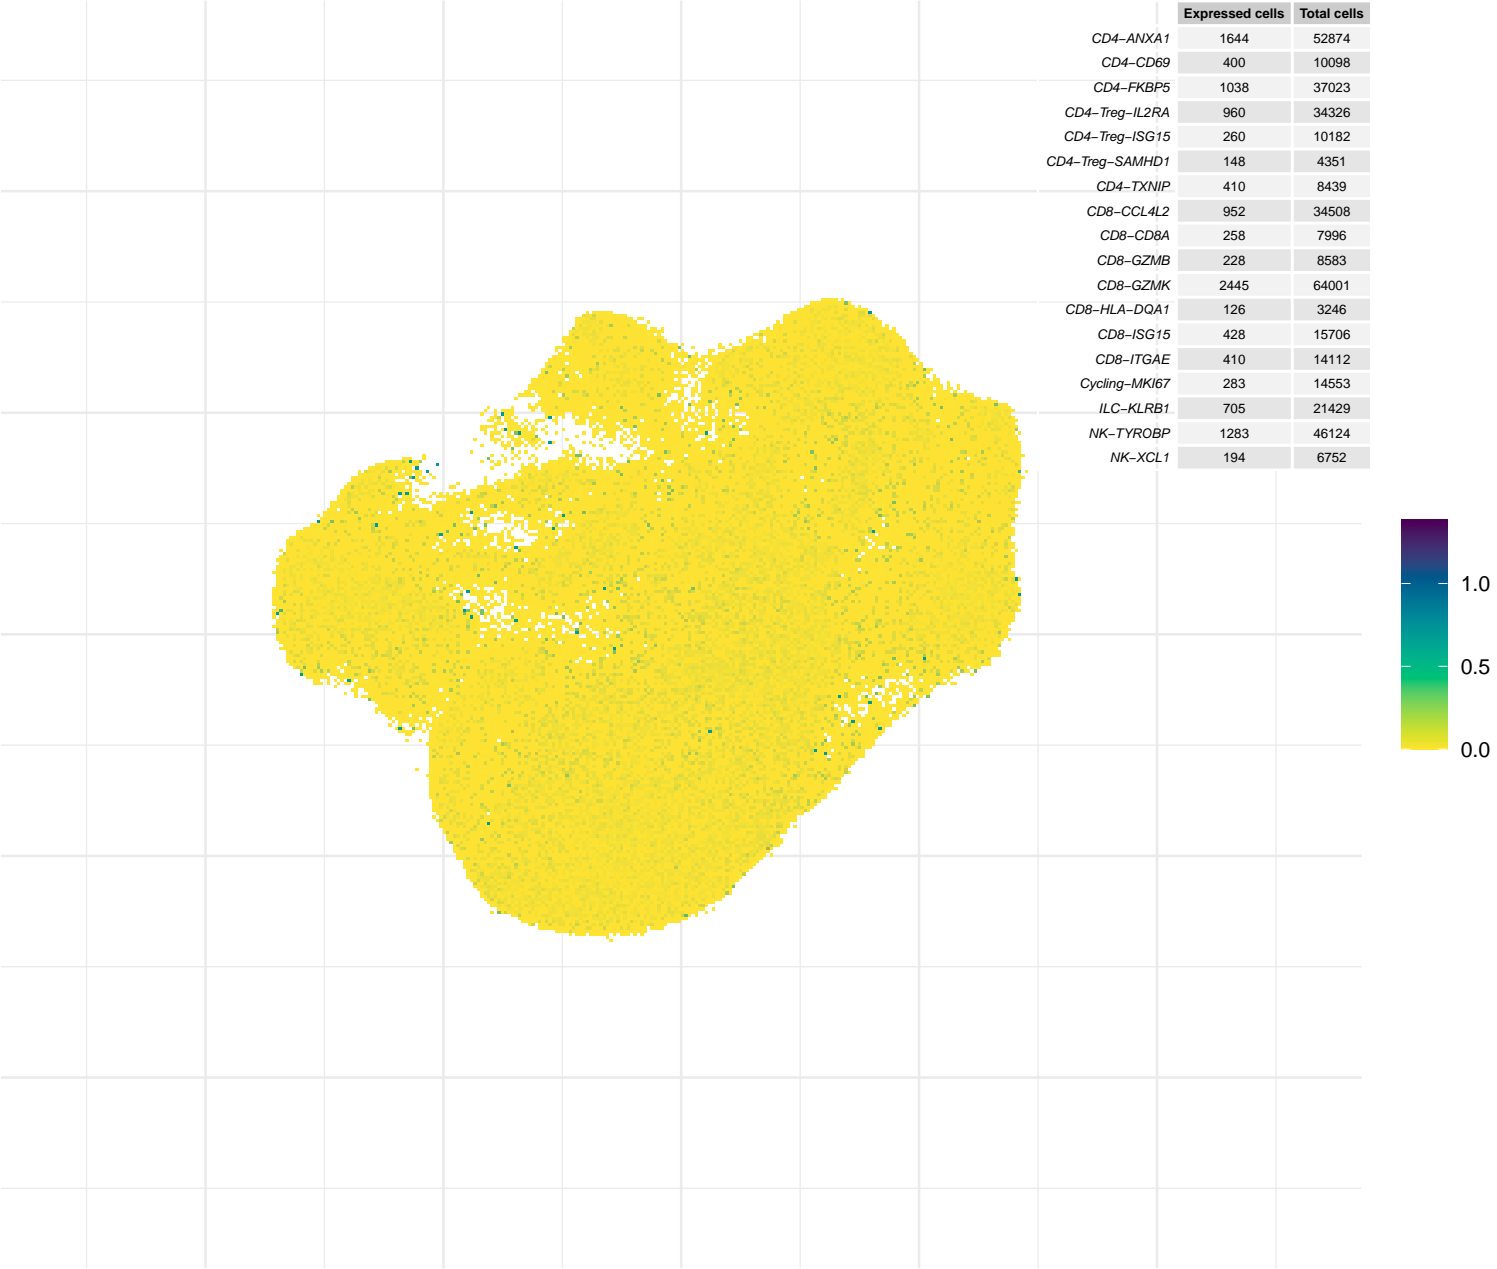 Expressed cells Total cells
CD4−ANXA1 1644 52874
CD4−CD69 400 10098
CD4−FKBP5 1038 37023
CD4−Treg−IL2RA 960 34326
CD4−Treg−ISG15 260 10182
CD4−Treg−SAMHD1 148 4351
CD4−TXNIP 410 8439
CD8−CCL4L2 952 34508
CD8−CD8A 258 7996
CD8−GZMB 228 8583
CD8−GZMK 2445 64001
CD8−HLA−DQA1 126 3246
CD8−ISG15 428 15706
CD8−ITGAE 410 14112
Cycling−MKI67 283 14553
ILC−KLRB1 705 21429
NK−TYROBP 1283 46124
NK−XCL1 194 6752
1.0
0.5
0.0